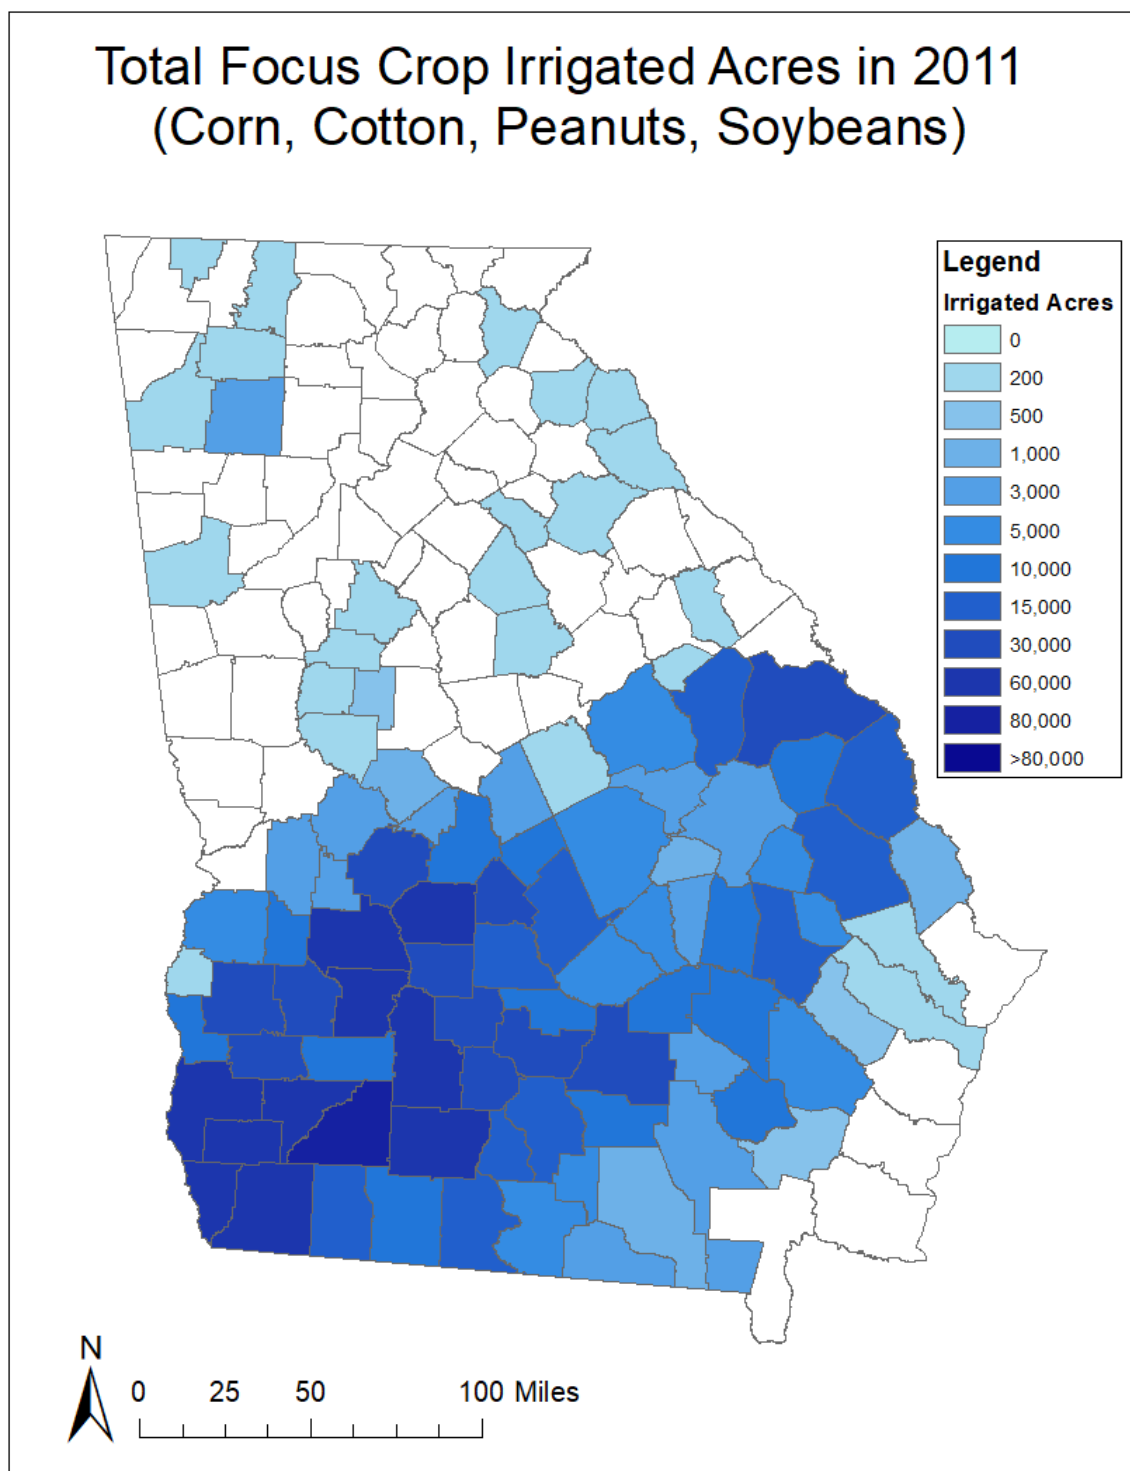 Total Focus Crop Irrigated Acres in 2011
(Corn, Cotton, Peanuts, Soybeans)
Legend
Irrigated Acres
0
200
500
1,000
3,000
5,000
10,000
15,000
30,000
60,000
80,000
>80,000
N
0 25 50 100 Miles